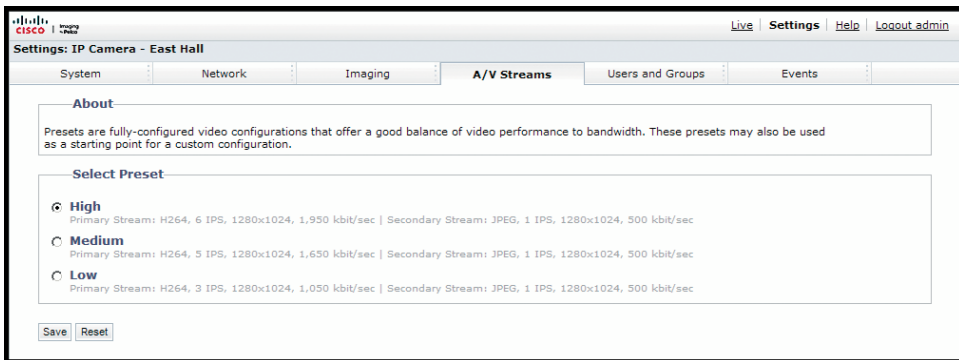 CISCO Imaging by Pelco
Live Settings Help Logout admin
Settings: IP Camera - East Hall
System Network Imaging A/V Streams Users and Groups Events
About
Presets are fully-configured video configurations that offer a good balance of video performance to bandwidth. These presets may also be used
as a starting point for a custom configuration.
Select Preset
High
Primary Stream: H264, 6 IPS, 1280x1024, 1,950 kbit/sec | Secondary Stream: JPEG, 1 IPS, 1280x1024, 500 kbit/sec
Medium
Primary Stream: H264, 5 IPS, 1280x1024, 1,650 kbit/sec | Secondary Stream: JPEG, 1 IPS, 1280x1024, 500 kbit/sec
Low
Primary Stream: H264, 3 IPS, 1280x1024, 1,050 kbit/sec | Secondary Stream: JPEG, 1 IPS, 1280x1024, 500 kbit/sec
Save Reset